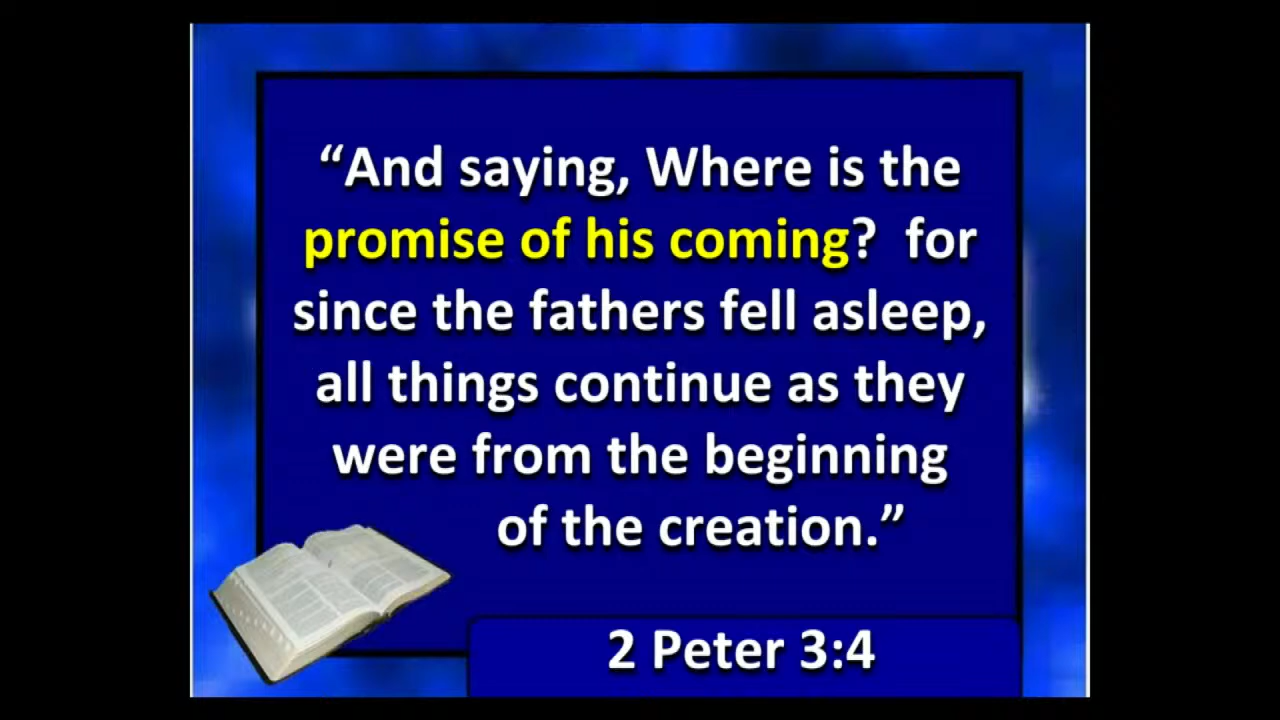 “And saying, Where is the
promise of his coming?  for
since the fathers fell asleep,
all things continue as they
were from the beginning
of the creation.”
2 Peter 3:4